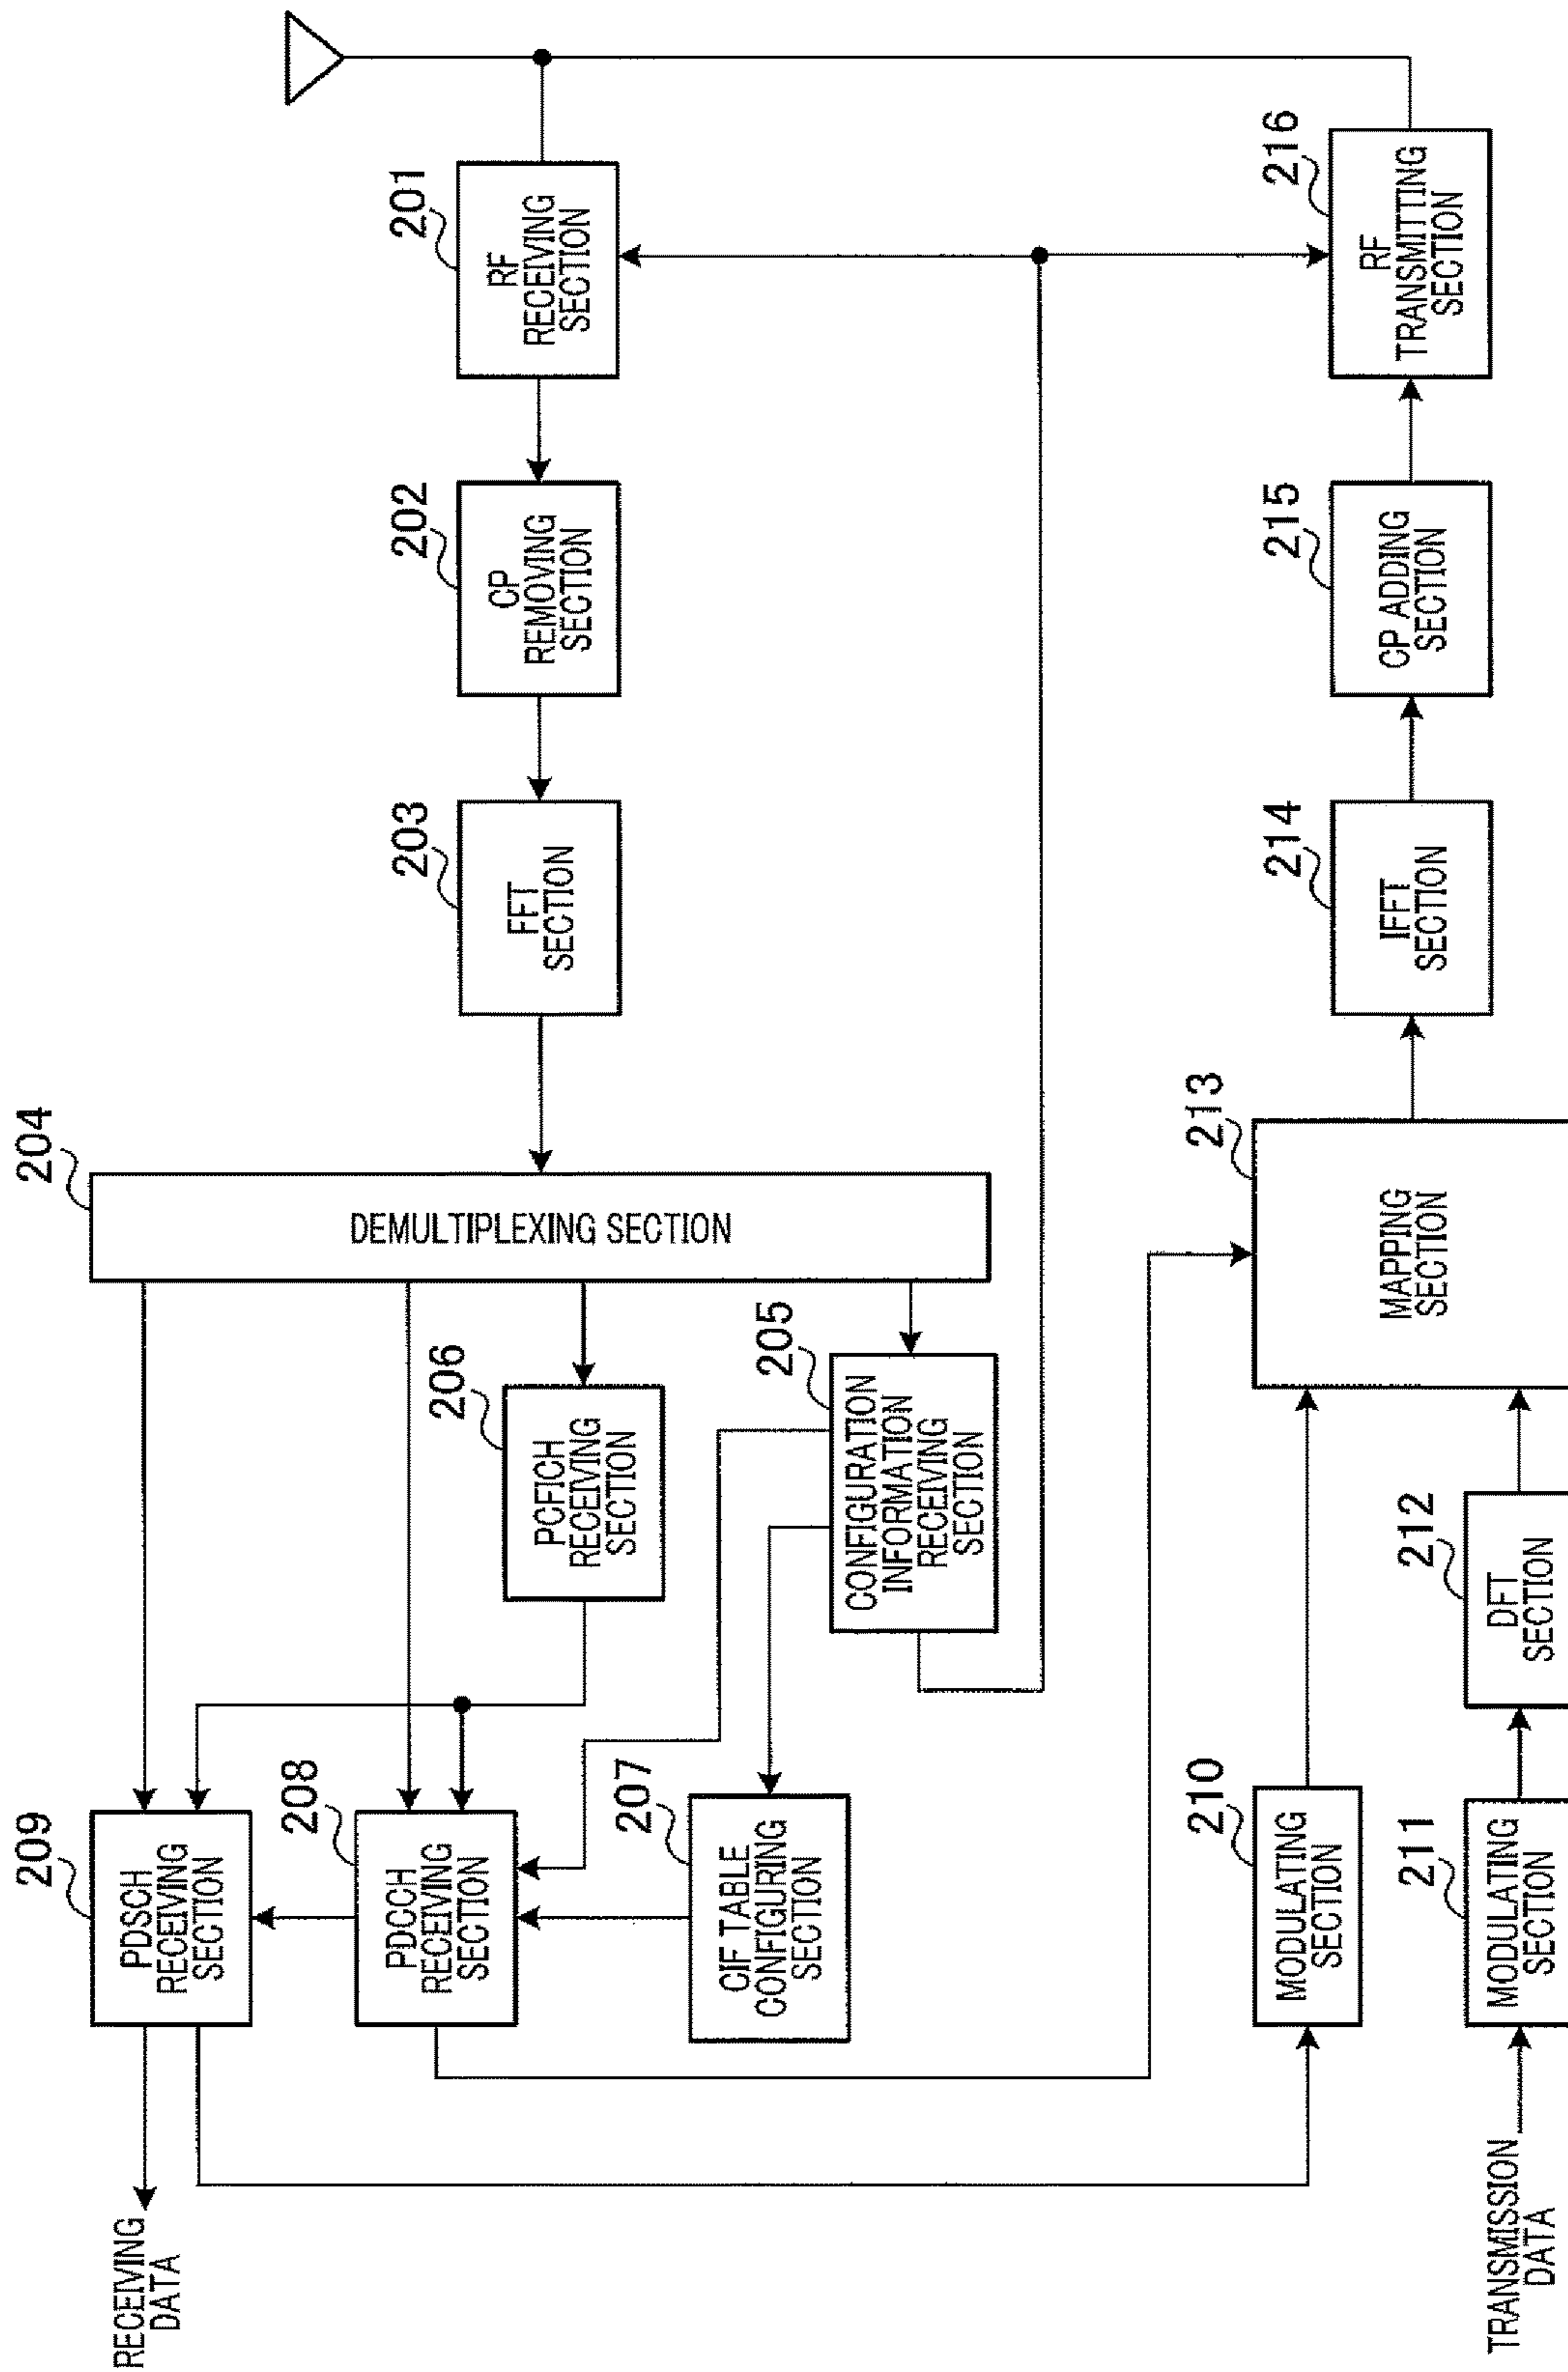 201
RF
RECEIVING
SECTION
202
CP
REMOVING
SECTION
203
FFT
SECTION
204
DEMULTIPLEXING SECTION
205
CONFIGURATION
INFORMATION
RECEIVING
SECTION
206
PCFICH
RECEIVING
SECTION
207
CIF TABLE
CONFIGURING
SECTION
208
PDCCH
RECEIVING
SECTION
209
PDSCH
RECEIVING
SECTION
RECEIVING
DATA
210
MODULATING
SECTION
TRANSMISSION
DATA
211
MODULATING
SECTION
212
DFT
SECTION
213
MAPPING
SECTION
214
IFFT
SECTION
215
CP ADDING
SECTION
216
RF
TRANSMITTING
SECTION